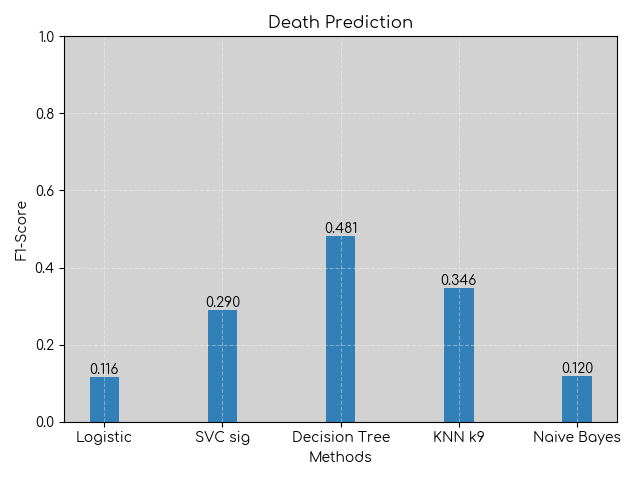 Death Prediction
1.0
0.8
0.6
0.4
0.2
0.0
F1-Score
0.116
0.290
0.481
0.346
0.120
Logistic
SVC sig
Decision Tree
KNN k9
Naive Bayes
Methods